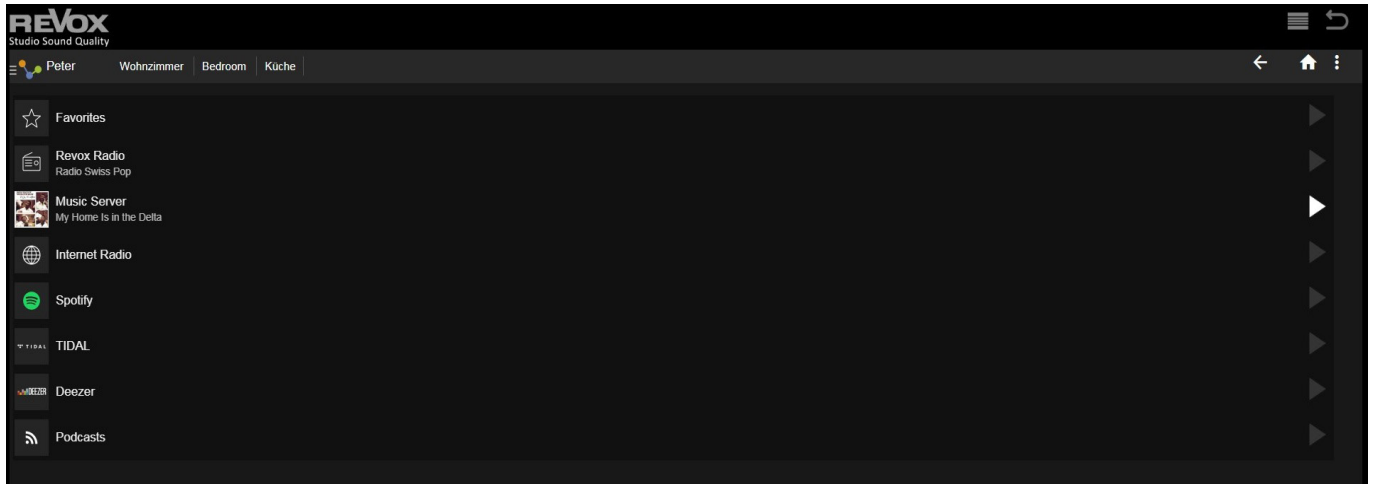 REVOX
Studio Sound Quality
Peter Wohnzimmer Bedroom Küche
Favorites
Revox Radio
Radio Swiss Pop
Music Server
My Home Is in the Delta
Internet Radio
Spotify
TIDAL TIDAL
DEEZER Deezer
Podcasts